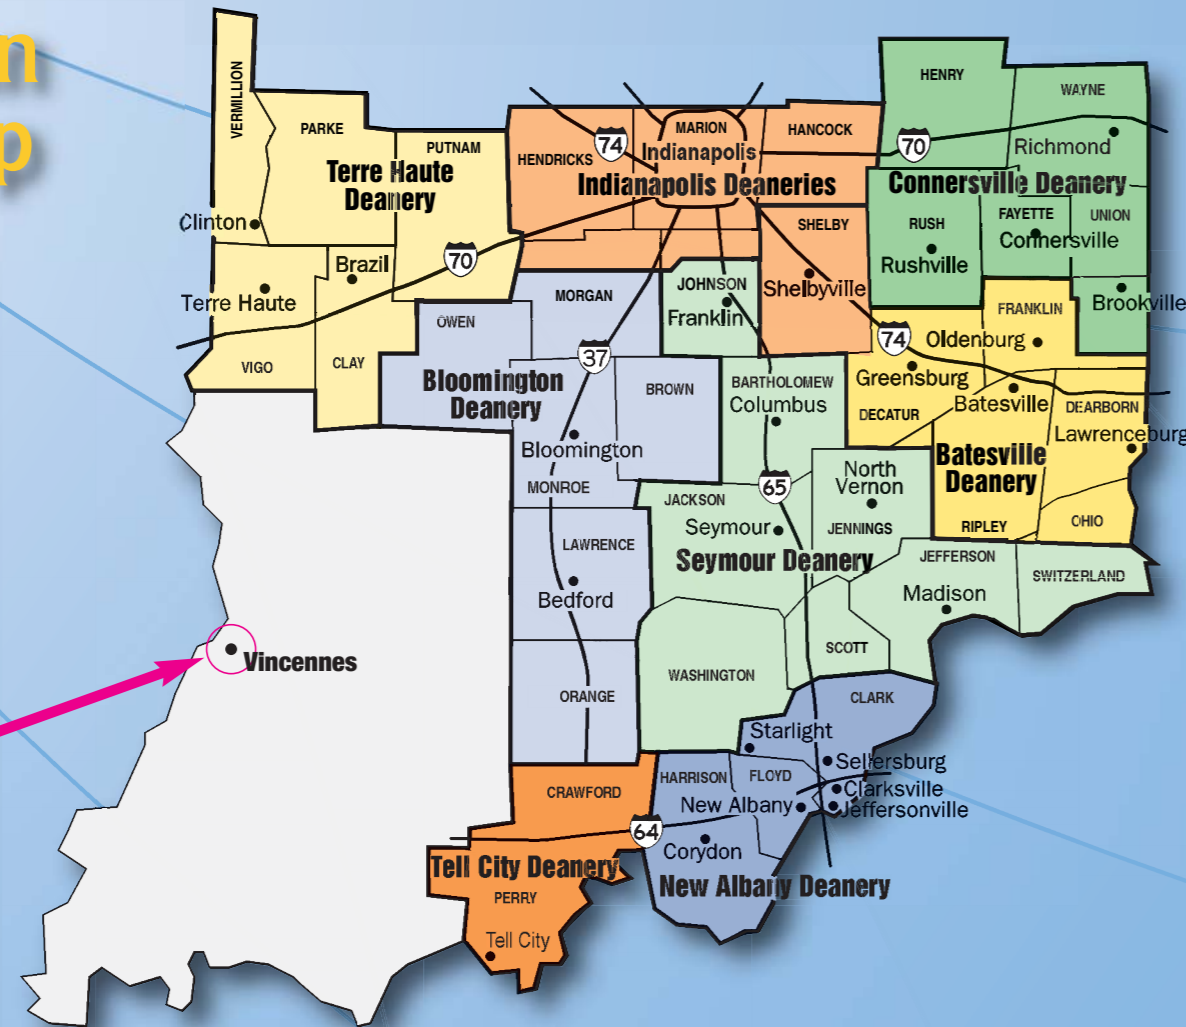 n
p
VERMILLION
PARKE
PUTNAM
Terre Haute
Deanery
Clinton
Brazil
70
Terre Haute
VIGO
CLAY
HENDRICKS
74
MARION
Indianapolis
HANCOCK
Indianapolis Deaneries
SHELBY
Shelbyville
HENRY
WAYNE
70
Richmond
Connersville Deanery
RUSH
Rushville
FAYETTE
Connersville
UNION
Brookville
MORGAN
JOHNSON
Franklin
OWEN
37
Bloomington
Deanery
BROWN
Bloomington
MONROE
LAWRENCE
Bedford
ORANGE
BARTHOLOMEW
Columbus
65
JACKSON
Seymour
North
Vernon
JENNINGS
Seymour Deanery
JEFFERSON
Madison
SWITZERLAND
SCOTT
WASHINGTON
FRANKLIN
74
Oldenburg
Greensburg
DECATUR
Batesville
DEARBORN
Lawrenceburg
Batesville
Deanery
RIPLEY
OHIO
Vincennes
CLARK
Starlight
Sellersburg
HARRISON
FLOYD
Clarksville
New Albany
Jeffersonville
Corydon
New Albany Deanery
CRAWFORD
64
Tell City Deanery
PERRY
Tell City